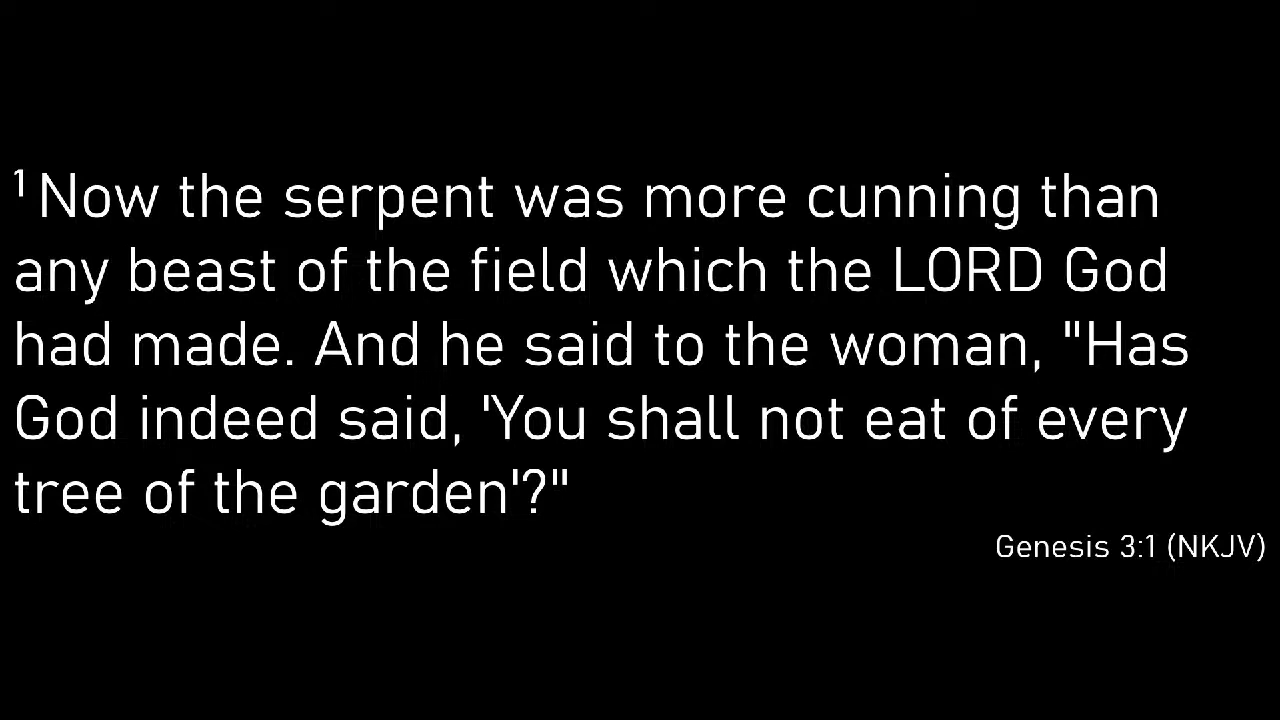 ¹ Now the serpent was more cunning than
any beast of the field which the LORD God
had made. And he said to the woman, "Has
God indeed said, 'You shall not eat of every
tree of the garden'?"
Genesis 3:1 (NKJV)